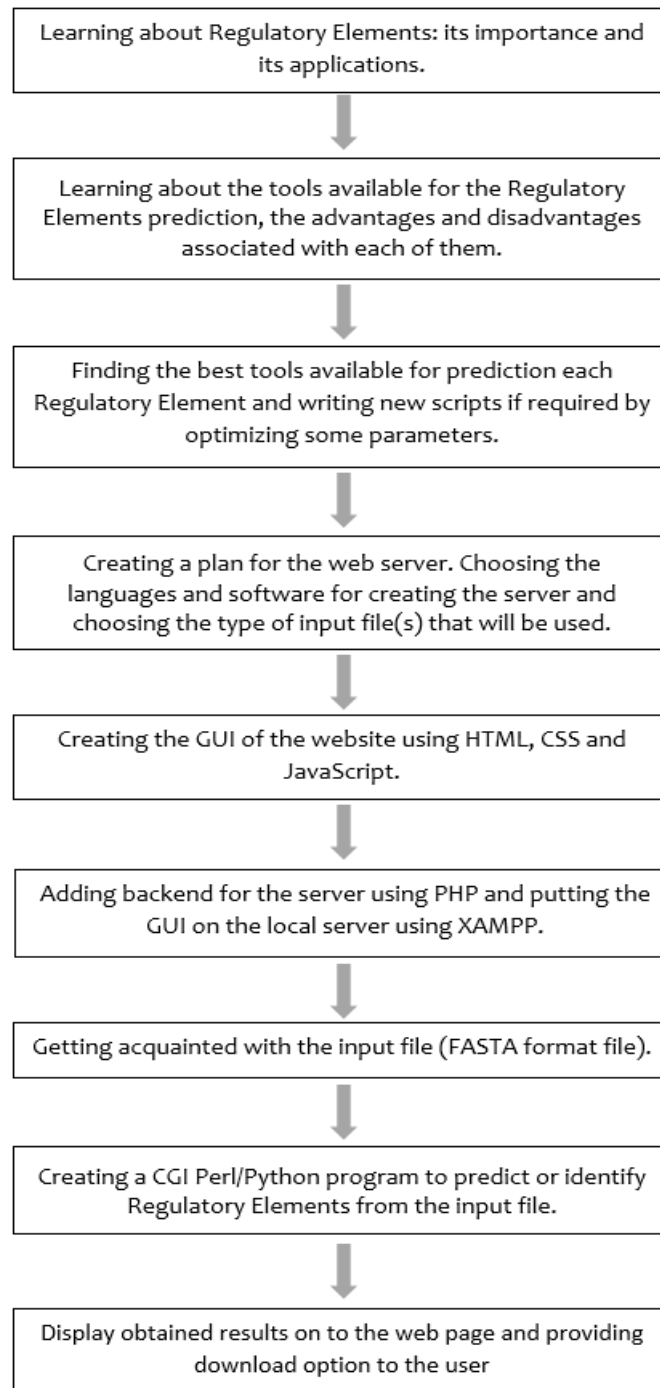 Learning about Regulatory Elements: its importance and
its applications.
Learning about the tools available for the Regulatory
Elements prediction, the advantages and disadvantages
associated with each of them.
Finding the best tools available for prediction each
Regulatory Element and writing new scripts if required by
optimizing some parameters.
Creating a plan for the web server. Choosing the
languages and software for creating the server and
choosing the type of input file(s) that will be used.
Creating the GUI of the website using HTML, CSS and
JavaScript.
Adding backend for the server using PHP and putting the
GUI on the local server using XAMPP.
Getting acquainted with the input file (FASTA format file).
Creating a CGI Perl/Python program to predict or identify
Regulatory Elements from the input file.
Display obtained results on to the web page and providing
download option to the user